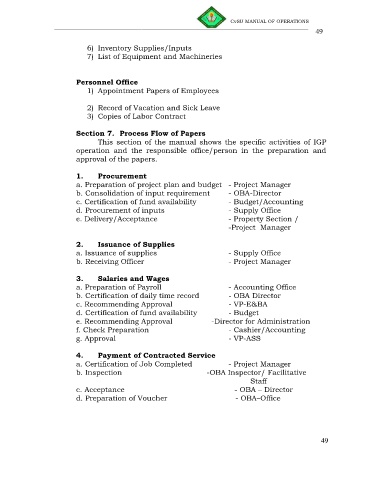 CvSU MANUAL OF OPERATIONS
49
6) Inventory Supplies/Inputs
7) List of Equipment and Machineries
Personnel Office
1) Appointment Papers of Employees
2) Record of Vacation and Sick Leave
3) Copies of Labor Contract
Section 7. Process Flow of Papers
This section of the manual shows the specific activities of IGP
operation and the responsible office/person in the preparation and
approval of the papers.
1. Procurement
a. Preparation of project plan and budget - Project Manager
b. Consolidation of input requirement - OBA-Director
c. Certification of fund availability - Budget/Accounting
d. Procurement of inputs - Supply Office
e. Delivery/Acceptance - Property Section /
-Project Manager
2. Issuance of Supplies
a. Issuance of supplies - Supply Office
b. Receiving Officer - Project Manager
3. Salaries and Wages
a. Preparation of Payroll - Accounting Office
b. Certification of daily time record - OBA Director
c. Recommending Approval - VP-E&BA
d. Certification of fund availability - Budget
e. Recommending Approval -Director for Administration
f. Check Preparation - Cashier/Accounting
g. Approval - VP-ASS
4. Payment of Contracted Service
a. Certification of Job Completed - Project Manager
b. Inspection -OBA Inspector/ Facilitative
Staff
c. Acceptance - OBA – Director
d. Preparation of Voucher - OBA–Office
49